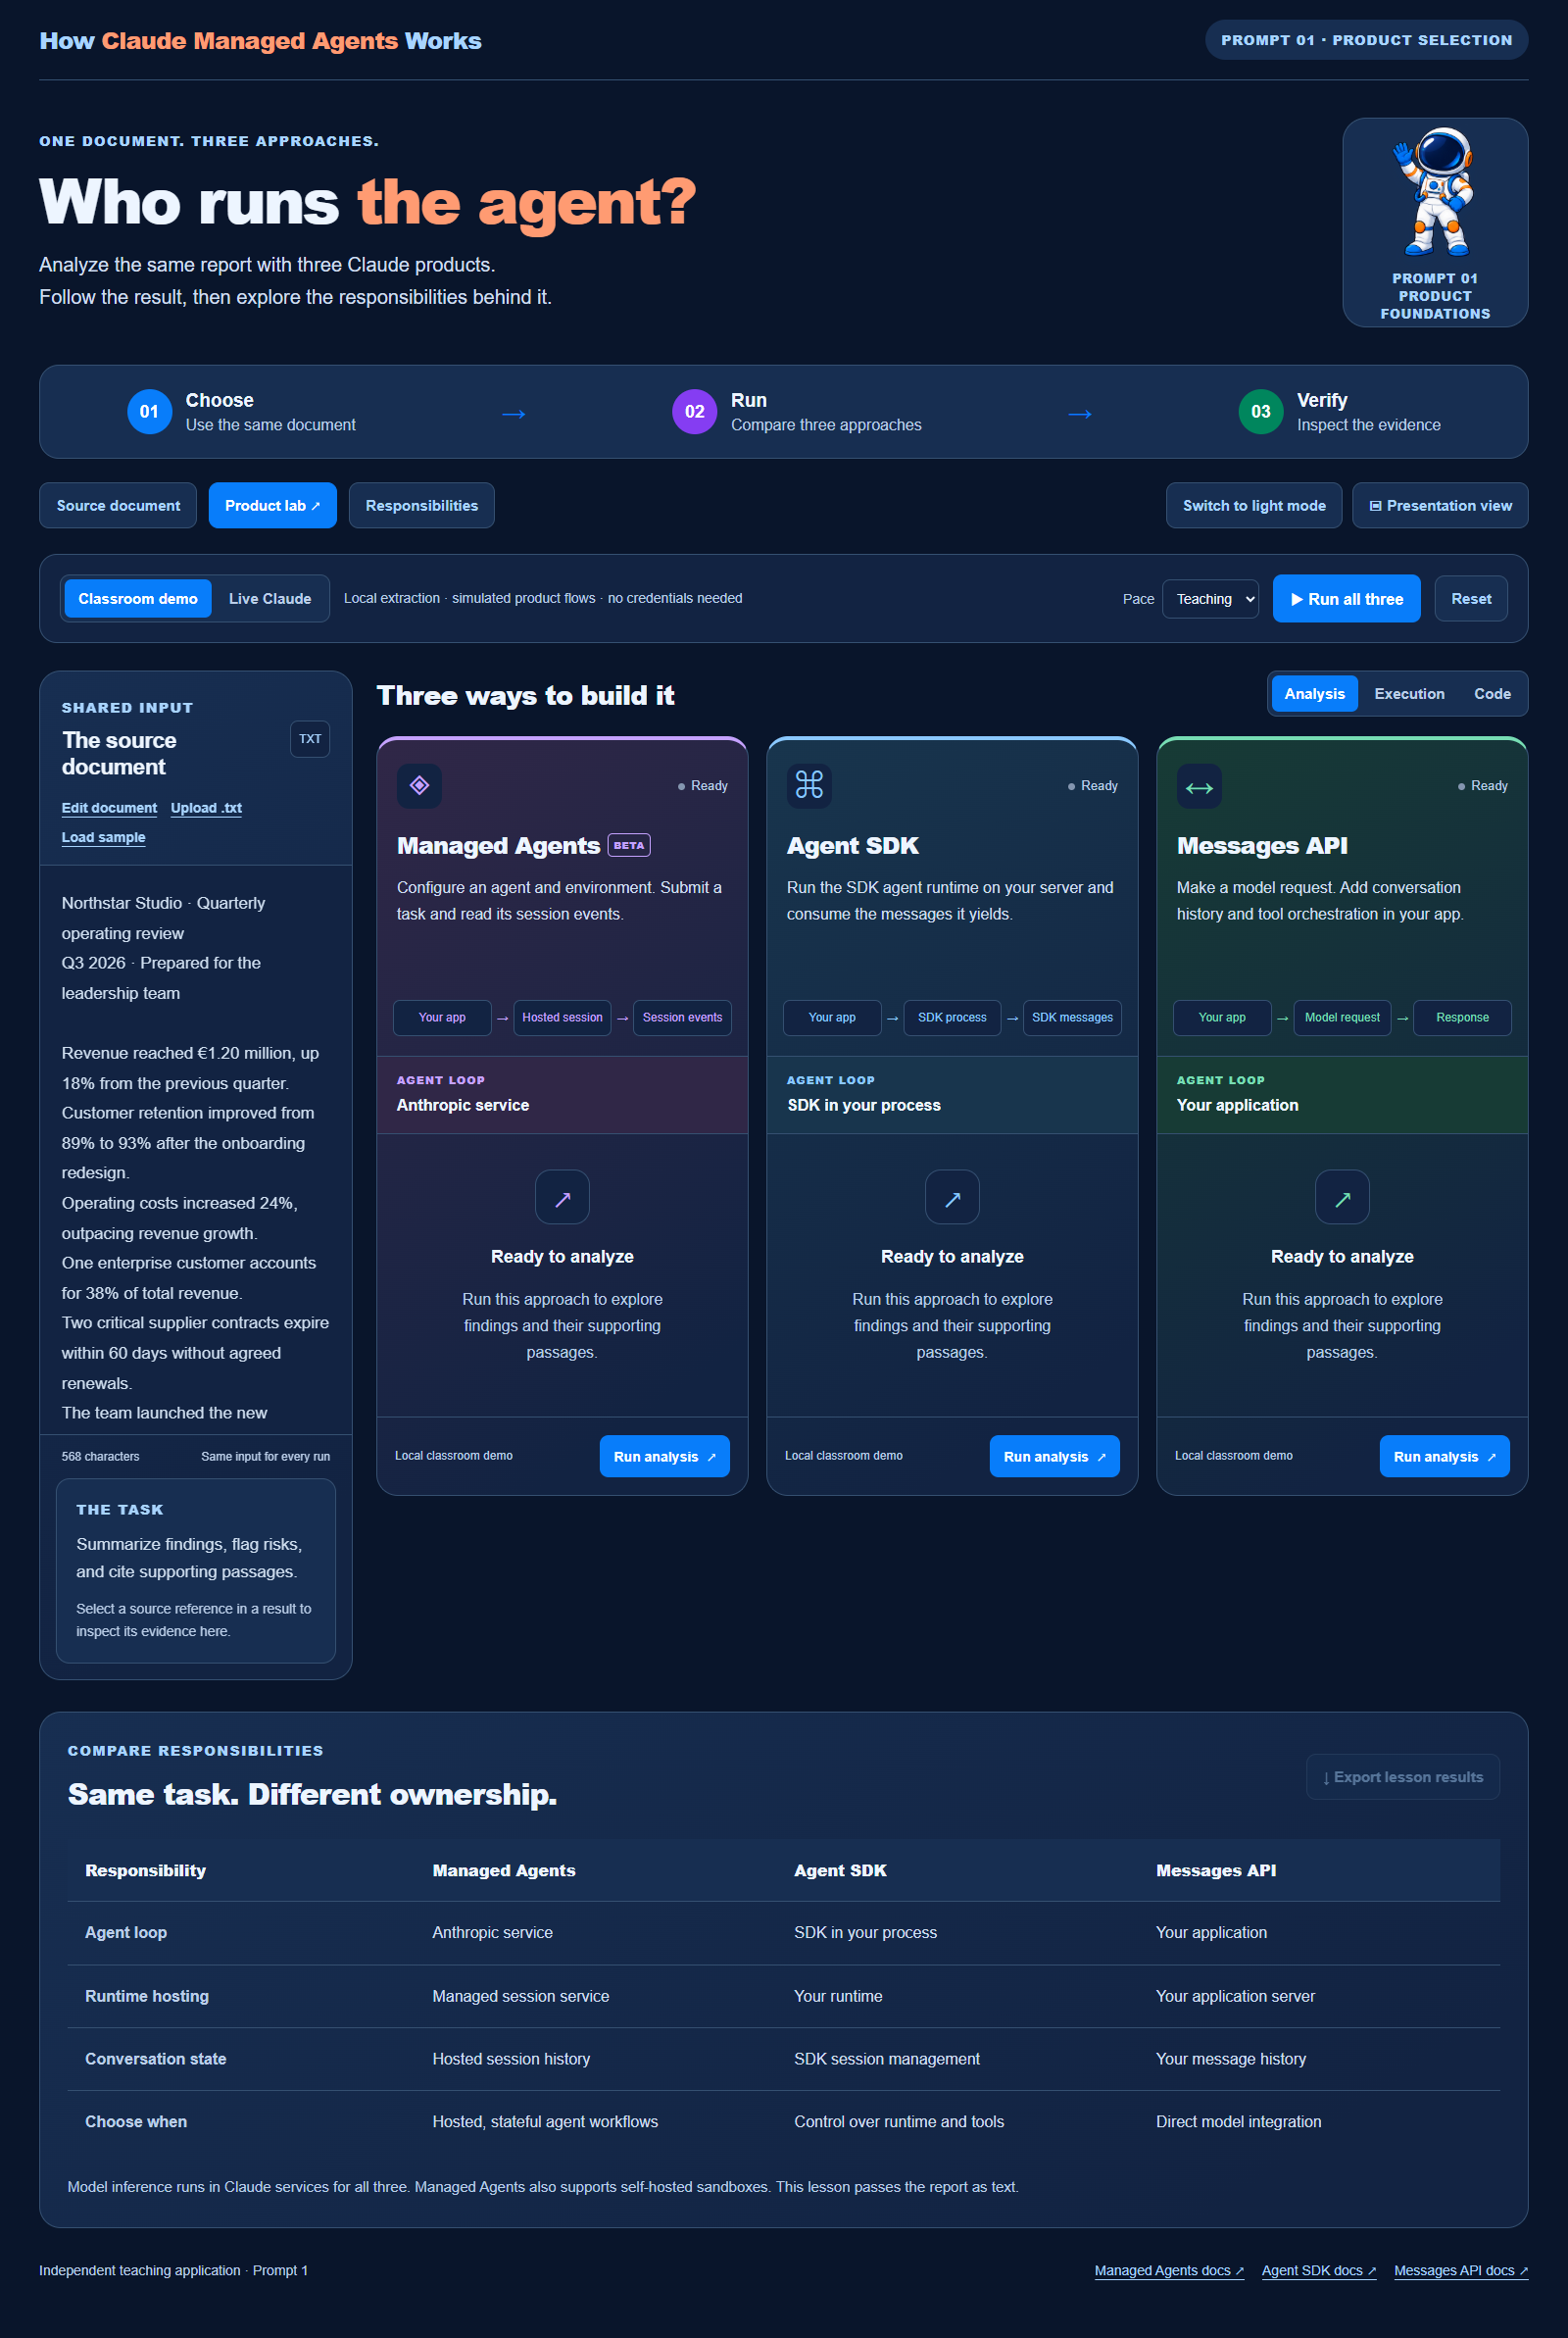 How Claude Managed Agents Works
PROMPT 01 · PRODUCT SELECTION
ONE DOCUMENT. THREE APPROACHES.
Who runs the agent?
Analyze the same report with three Claude products.
Follow the result, then explore the responsibilities behind it.
PROMPT 01
PRODUCT
FOUNDATIONS
01
Choose
Use the same document
→
02
Run
Compare three approaches
→
03
Verify
Inspect the evidence
Source document
Product lab ↗
Responsibilities
Switch to light mode
Presentation view
Classroom demo
Live Claude
Local extraction · simulated product flows · no credentials needed
Pace
Teaching
▶ Run all three
Reset
SHARED INPUT
The source
document
TXT
Edit document
Upload .txt
Load sample
Northstar Studio · Quarterly
operating review
Q3 2026 · Prepared for the
leadership team
Revenue reached €1.20 million, up
18% from the previous quarter.
Customer retention improved from
89% to 93% after the onboarding
redesign.
Operating costs increased 24%,
outpacing revenue growth.
One enterprise customer accounts
for 38% of total revenue.
Two critical supplier contracts expire
within 60 days without agreed
renewals.
The team launched the new
568 characters
Same input for every run
THE TASK
Summarize findings, flag risks,
and cite supporting passages.
Select a source reference in a result to
inspect its evidence here.
Three ways to build it
Analysis
Execution
Code
Ready
Managed Agents BETA
Configure an agent and environment. Submit a
task and read its session events.
Your app → Hosted session → Session events
AGENT LOOP
Anthropic service
Ready to analyze
Run this approach to explore
findings and their supporting
passages.
Local classroom demo
Run analysis ↗
Ready
Agent SDK
Run the SDK agent runtime on your server and
consume the messages it yields.
Your app → SDK process → SDK messages
AGENT LOOP
SDK in your process
Ready to analyze
Run this approach to explore
findings and their supporting
passages.
Local classroom demo
Run analysis ↗
Ready
Messages API
Make a model request. Add conversation
history and tool orchestration in your app.
Your app → Model request → Response
AGENT LOOP
Your application
Ready to analyze
Run this approach to explore
findings and their supporting
passages.
Local classroom demo
Run analysis ↗
COMPARE RESPONSIBILITIES
Same task. Different ownership.
↓ Export lesson results
Responsibility Managed Agents Agent SDK Messages API
Agent loop Anthropic service SDK in your process Your application
Runtime hosting Managed session service Your runtime Your application server
Conversation state Hosted session history SDK session management Your message history
Choose when Hosted, stateful agent workflows Control over runtime and tools Direct model integration
Model inference runs in Claude services for all three. Managed Agents also supports self-hosted sandboxes. This lesson passes the report as text.
Independent teaching application · Prompt 1
Managed Agents docs ↗
Agent SDK docs ↗
Messages API docs ↗